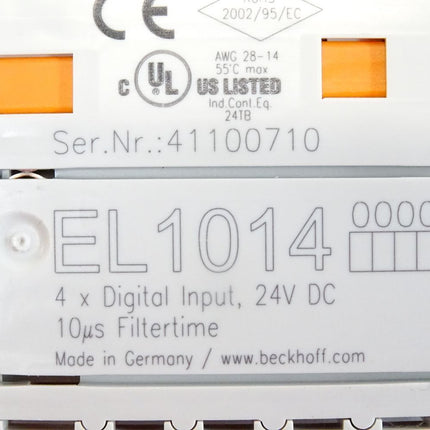 CE
2002/95/EC
AWG 28-14
55°C max
c UL US LISTED
Ind.Cont.Eq.
24TB
Ser.Nr.:41100710
EL1014
0000
4 x Digital Input, 24V DC
10µs Filtertime
Made in Germany / www.beckhoff.com